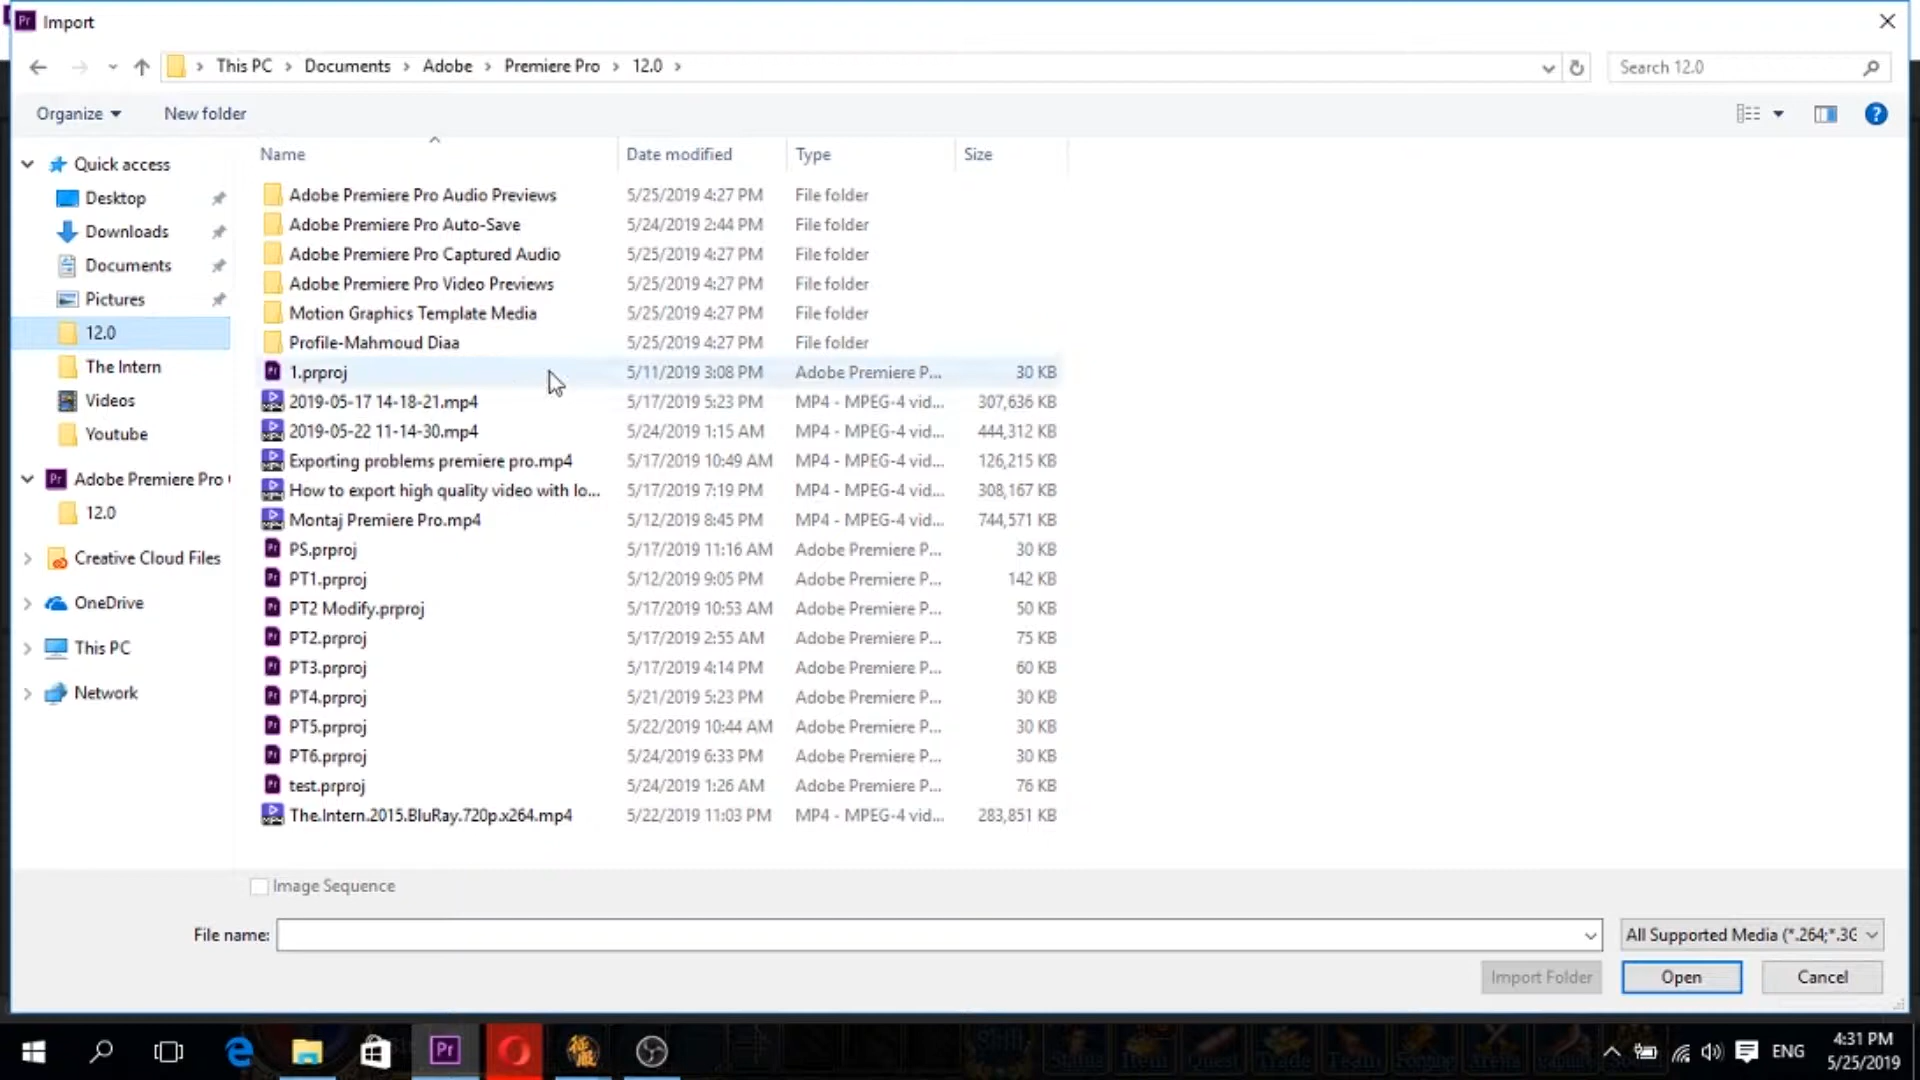 Import
This PC > Documents > Adobe > Premiere Pro > 12.0 >
Search 12.0
Organize
New folder
Name
Date modified
Type
Size
Quick access
Desktop
Downloads
Documents
Pictures
12.0
The Intern
Videos
Youtube
Adobe Premiere Pro
12.0
Creative Cloud Files
OneDrive
This PC
Network
Adobe Premiere Pro Audio Previews 5/25/2019 4:27 PM File folder
Adobe Premiere Pro Auto-Save 5/24/2019 2:44 PM File folder
Adobe Premiere Pro Captured Audio 5/25/2019 4:27 PM File folder
Adobe Premiere Pro Video Previews 5/25/2019 4:27 PM File folder
Motion Graphics Template Media 5/25/2019 4:27 PM File folder
Profile-Mahmoud Diaa 5/25/2019 4:27 PM File folder
1.prproj 5/11/2019 3:08 PM Adobe Premiere P... 30 KB
2019-05-17 14-18-21.mp4 5/17/2019 5:23 PM MP4 - MPEG-4 vid... 307,636 KB
2019-05-22 11-14-30.mp4 5/24/2019 1:15 AM MP4 - MPEG-4 vid... 444,312 KB
Exporting problems premiere pro.mp4 5/17/2019 10:49 AM MP4 - MPEG-4 vid... 126,215 KB
How to export high quality video with lo... 5/17/2019 7:19 PM MP4 - MPEG-4 vid... 308,167 KB
Montaj Premiere Pro.mp4 5/12/2019 8:45 PM MP4 - MPEG-4 vid... 744,571 KB
PS.prproj 5/17/2019 11:16 AM Adobe Premiere P... 30 KB
PT1.prproj 5/12/2019 9:05 PM Adobe Premiere P... 142 KB
PT2 Modify.prproj 5/17/2019 10:53 AM Adobe Premiere P... 50 KB
PT2.prproj 5/17/2019 2:55 AM Adobe Premiere P... 75 KB
PT3.prproj 5/17/2019 4:14 PM Adobe Premiere P... 60 KB
PT4.prproj 5/21/2019 5:23 PM Adobe Premiere P... 30 KB
PT5.prproj 5/22/2019 10:44 AM Adobe Premiere P... 30 KB
PT6.prproj 5/24/2019 6:33 PM Adobe Premiere P... 30 KB
test.prproj 5/24/2019 1:26 AM Adobe Premiere P... 76 KB
The.Intern.2015.BluRay.720p.x264.mp4 5/22/2019 11:03 PM MP4 - MPEG-4 vid... 283,851 KB
Image Sequence
File name:
All Supported Media (*.264;*.3G
Import Folder
Open
Cancel
Pr
ENG
4:31 PM
5/25/2019